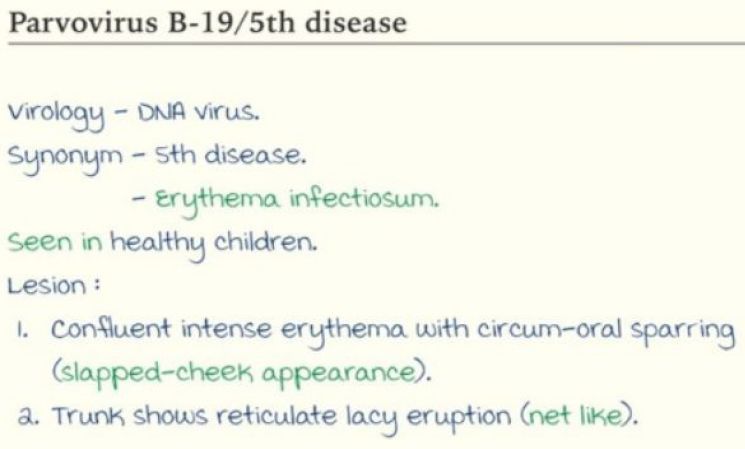 Parvovirus B-19/5th disease
Virology - DNA virus.
Synonym - 5th disease.
- Erythema infectiosum.
Seen in healthy children.
Lesion :
1. Confluent intense erythema with circum-oral sparring
(slapped-cheek appearance).
2. Trunk shows reticulate lacy eruption (net like).